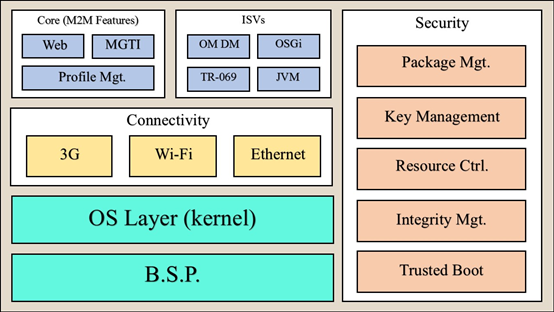 Core (M2M Features)
Web
MGTI
Profile Mgt.
ISVs
OM DM
OSGi
TR-069
JVM
Connectivity
3G
Wi-Fi
Ethernet
OS Layer (kernel)
B.S.P.
Security
Package Mgt.
Key Management
Resource Ctrl.
Integrity Mgt.
Trusted Boot